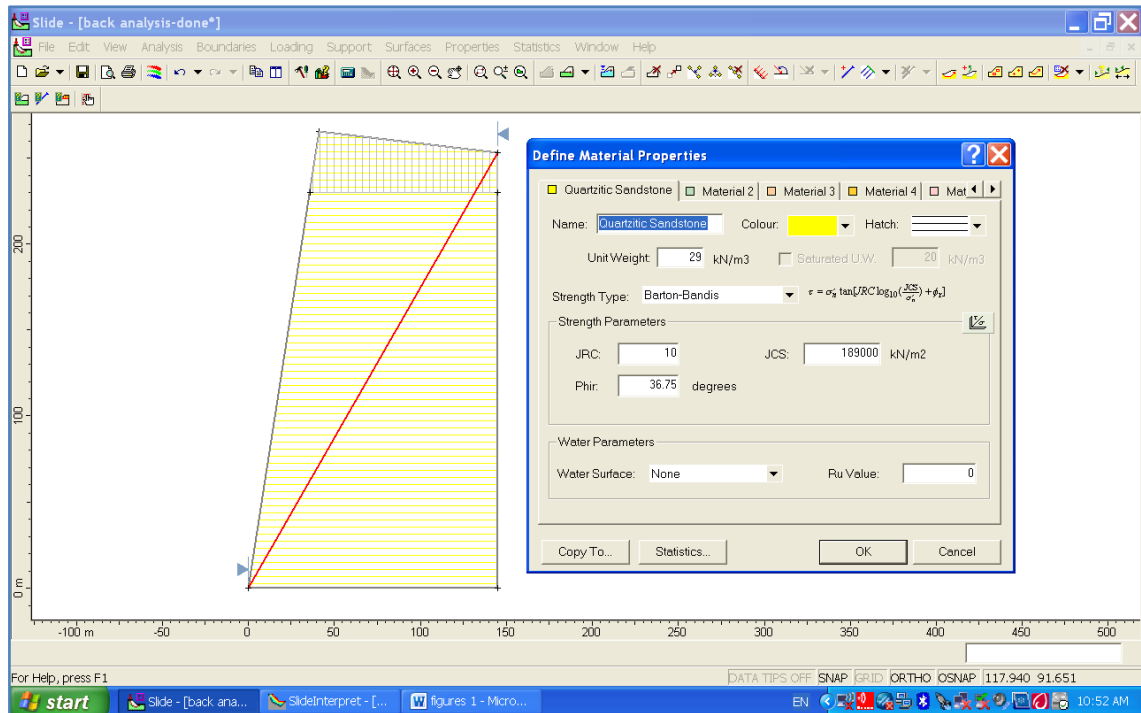 Slide - [back analysis-done*]
File Edit View Analysis Boundaries Loading Support Surfaces Properties Statistics Window Help
Define Material Properties
Quartzitic Sandstone Material 2 Material 3 Material 4 Mat
Name: Quartzitic Sandstone Colour: Hatch:
Unit Weight: 29 kN/m3 Saturated U.W. 20 kN/m3
Strength Type: Barton-Bandis τ = σ'n tan[JRC log10(JCS/σ'n) + ϕr]
Strength Parameters
JRC: 10 JCS: 189000 kN/m2
Phir: 36.75 degrees
Water Parameters
Water Surface: None Ru Value: 0
Copy To... Statistics... OK Cancel
200
100
0 m
-100 m -50 0 50 100 150 200 250 300 350 400 450 500
For Help, press F1 DATA TIPS OFF SNAP GRID ORTHO OSNAP 117.940 91.651
start Slide - [back ana... SlideInterpret - [... figures 1 - Micro... EN 10:52 AM